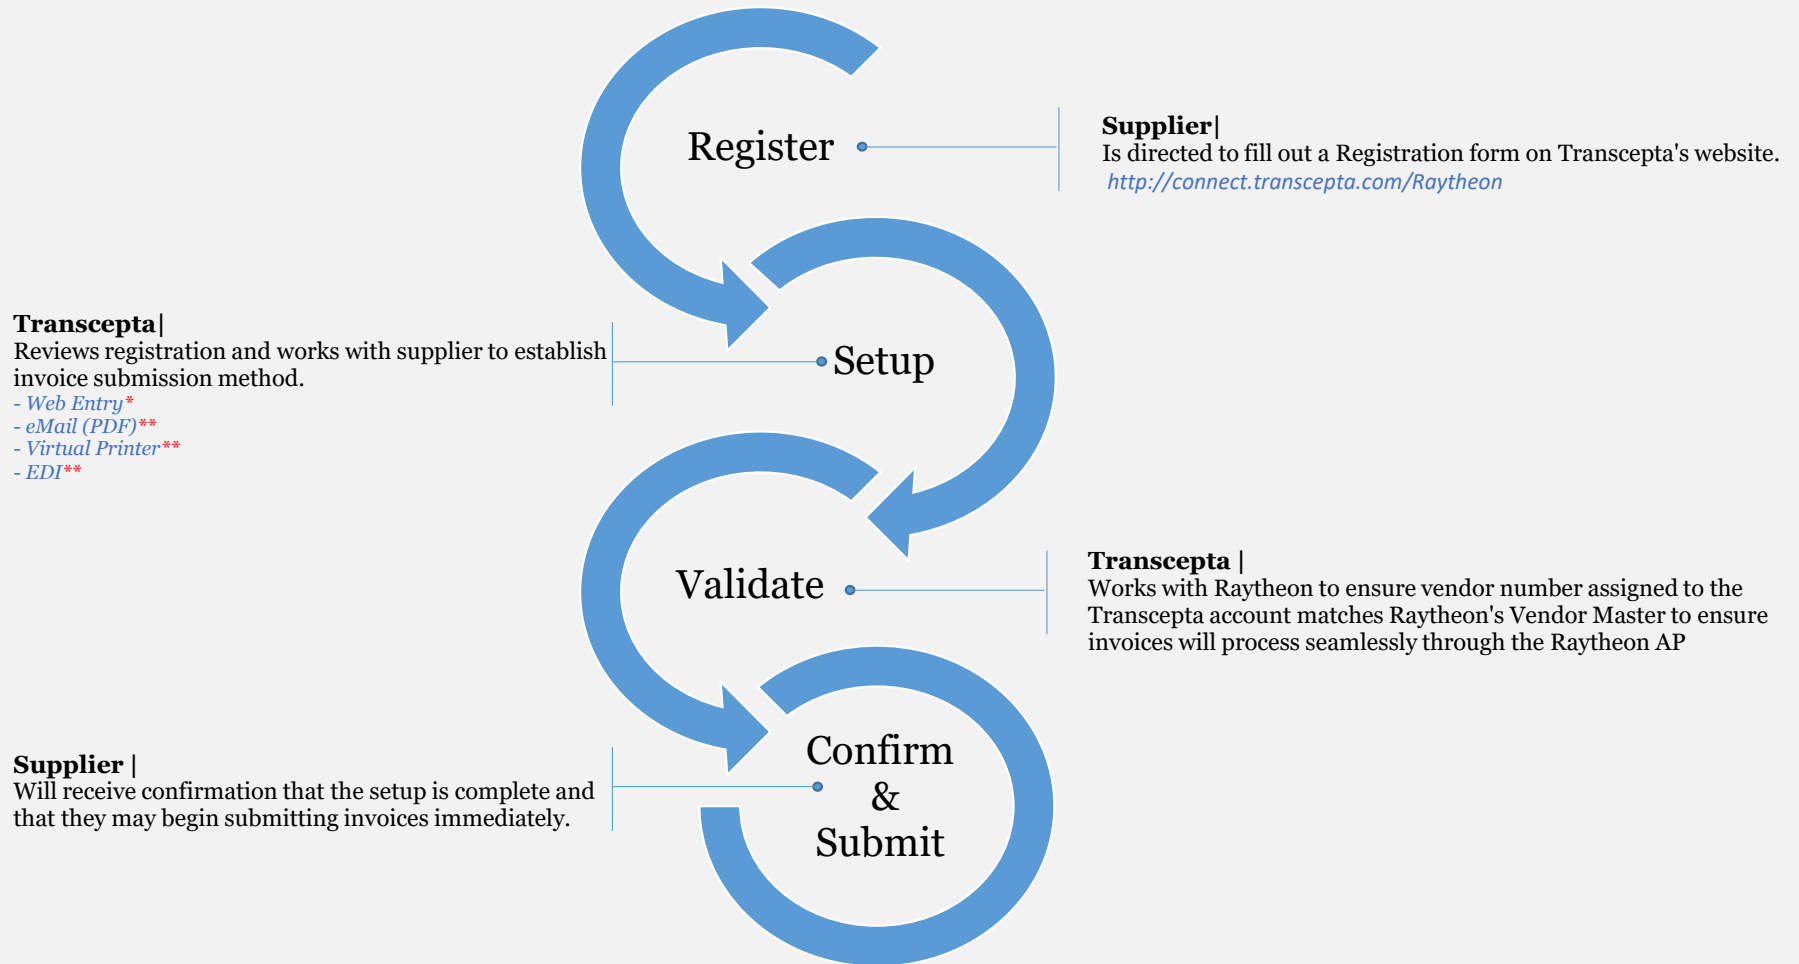 Register
Supplier|
Is directed to fill out a Registration form on Transcepta's website.
http://connect.transcepta.com/Raytheon
Transcepta|
Reviews registration and works with supplier to establish
invoice submission method.
- Web Entry*
- eMail (PDF)**
- Virtual Printer**
- EDI**
Setup
Validate
Transcepta |
Works with Raytheon to ensure vendor number assigned to the
Transcepta account matches Raytheon's Vendor Master to ensure
invoices will process seamlessly through the Raytheon AP
Supplier |
Will receive confirmation that the setup is complete and
that they may begin submitting invoices immediately.
Confirm
&
Submit